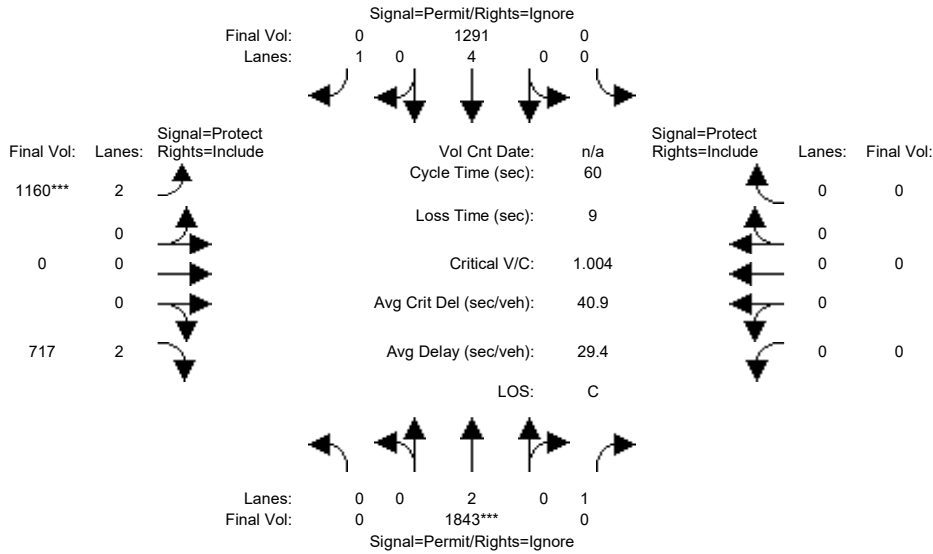 Signal=Permit/Rights=Ignore
Final Vol: 0 1291 0
Lanes: 1 0 4 0 0
Signal=Protect Signal=Protect
Final Vol: Lanes: Rights=Include Vol Cnt Date: n/a Rights=Include Lanes: Final Vol:
Cycle Time (sec): 60
1160*** 2 0 0
Loss Time (sec): 9
0 0
0 0 Critical V/C: 1.004 0 0
0 Avg Crit Del (sec/veh): 40.9 0
717 2 Avg Delay (sec/veh): 29.4 0 0
LOS: C
Lanes: 0 0 2 0 1
Final Vol: 0 1843*** 0
Signal=Permit/Rights=Ignore